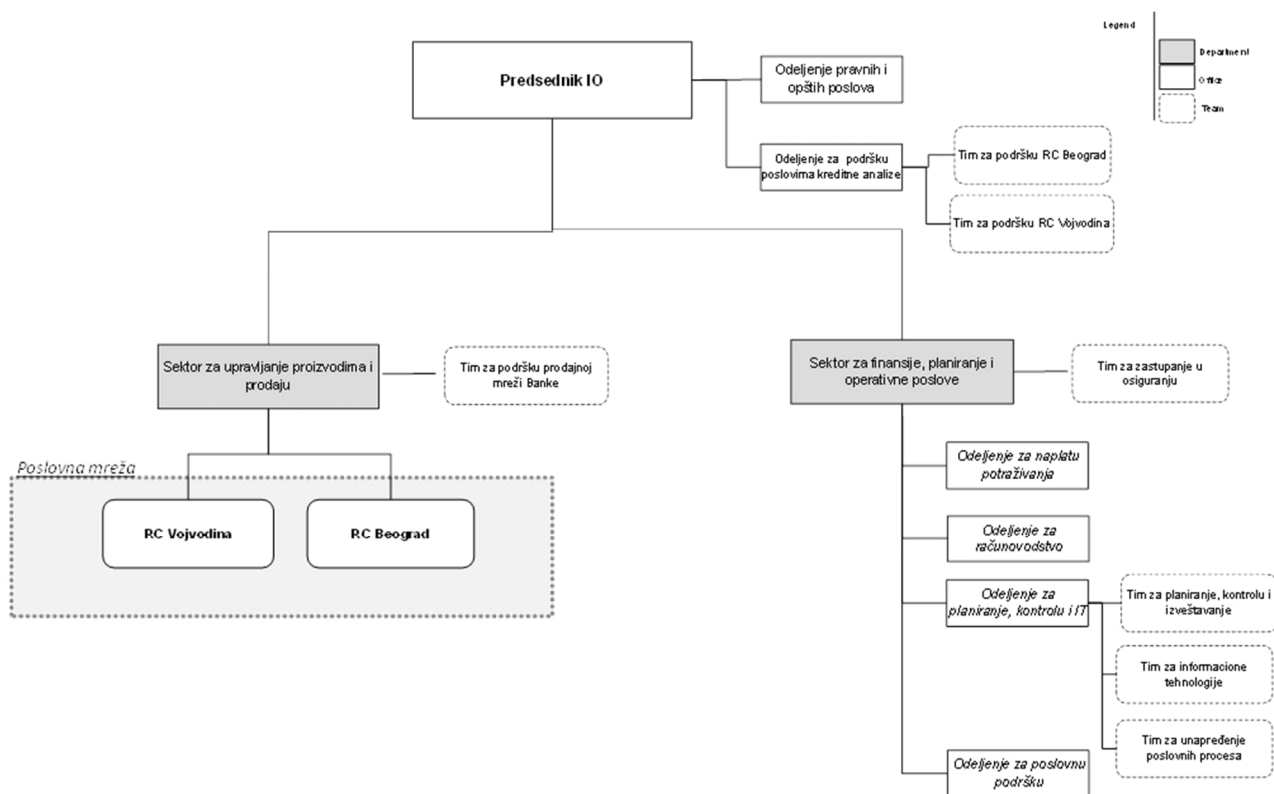 Legend
Department
Office
Team
Predsednik IO
Odeljenje pravnih i
opštih poslova
Odeljenje za podršku
poslovima kreditne analize
Tim za podršku RC Beograd
Tim za podršku RC Vojvodina
Sektor za upravljanje proizvodima i
prodaju
Tim za podršku prodajnoj
mreži Banke
Sektor za finansije, planiranje i
operativne poslove
Tim za zastupanje u
osiguranju
Poslovna mreža
RC Vojvodina
RC Beograd
Odeljenje za naplatu
potraživanja
Odeljenje za
računovodstvo
Odeljenje za
planiranje, kontrolu i IT
Tim za planiranje, kontrolu i
izveštavanje
Tim za informacione
tehnologije
Tim za unapređenje
poslovnih procesa
Odeljenje za poslovnu
podršku